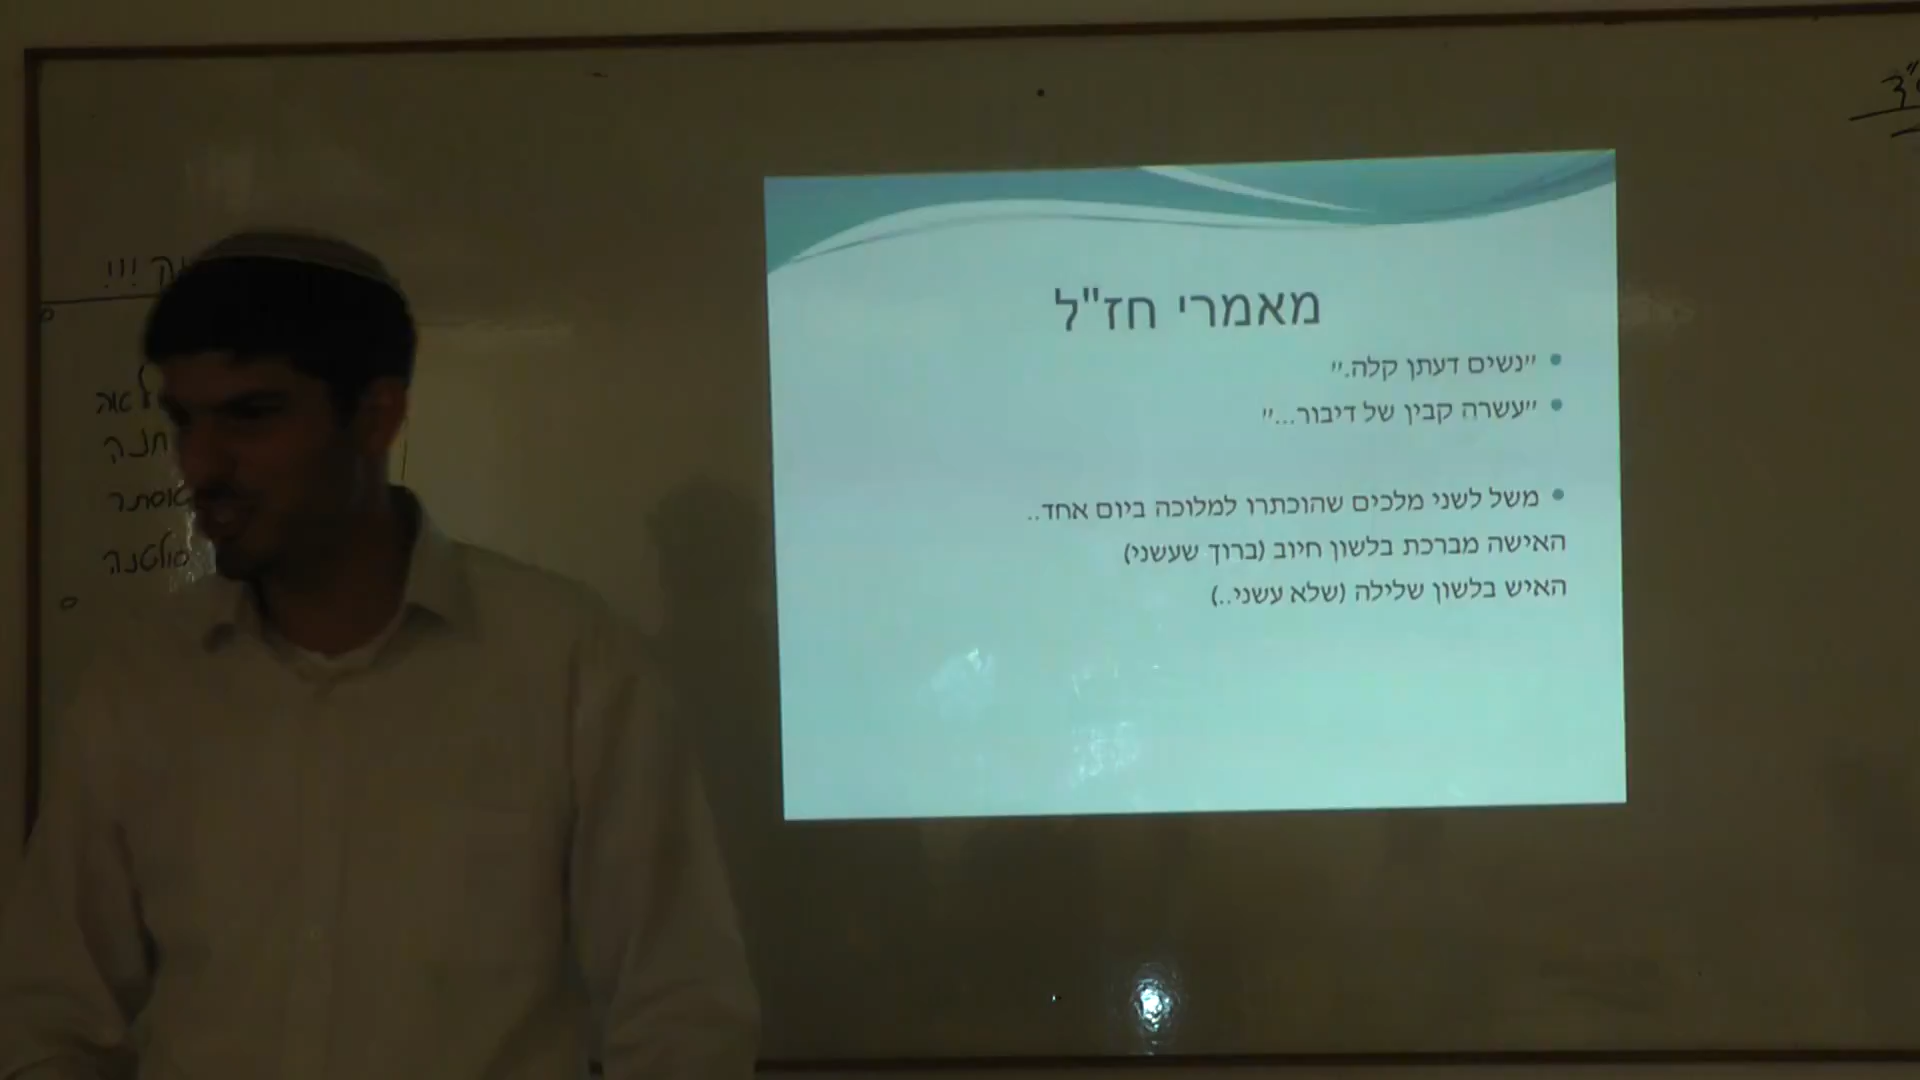 מאמרי חז"ל
"נשים דעתן קלה."
"עשרה קבין של דיבור..."
משל לשני מלכים שהוכתרו למלוכה ביום אחד..
האישה מברכת בלשון חיוב (ברוך שעשני)
האיש בלשון שלילה (שלא עשני..)
חנה
סולטנה